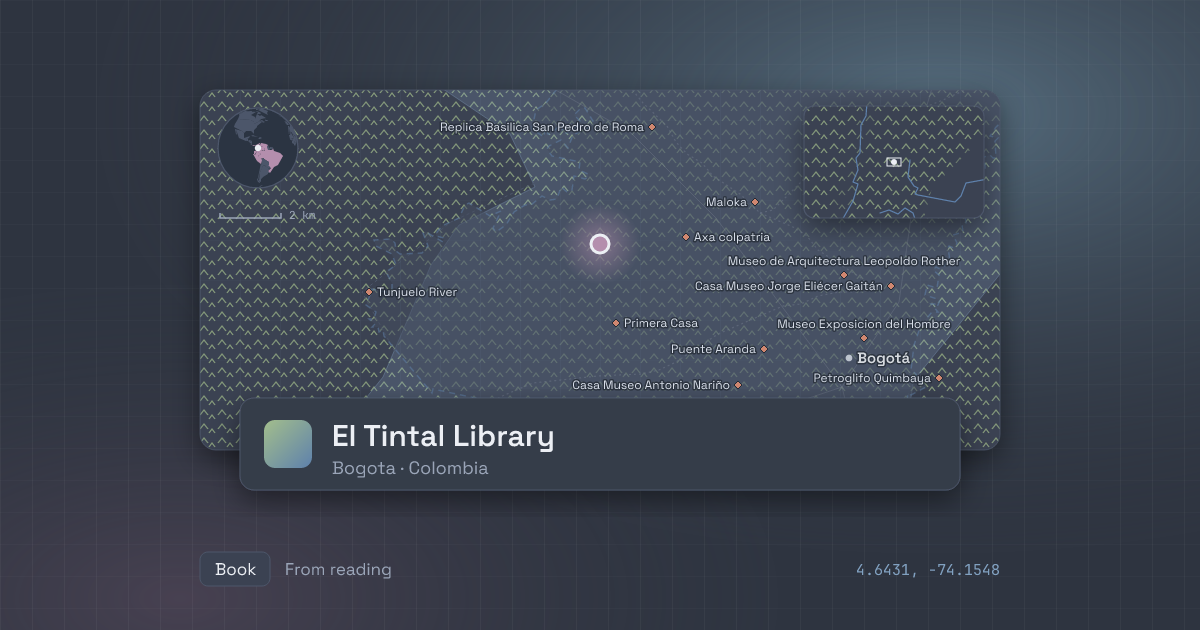 Replica Basilica San Pedro de Roma
Maloka
2 km
Axa colpatria
Museo de Arquitectura Leopoldo Rother
Casa Museo Jorge Eliécer Gaitán
Tunjuelo River
Primera Casa
Museo Exposicion del Hombre
Puente Aranda
Bogotá
Petroglifo Quimbaya
Casa Museo Antonio Nariño
El Tintal Library
Bogota · Colombia
Book
From reading
4.6431, -74.1548